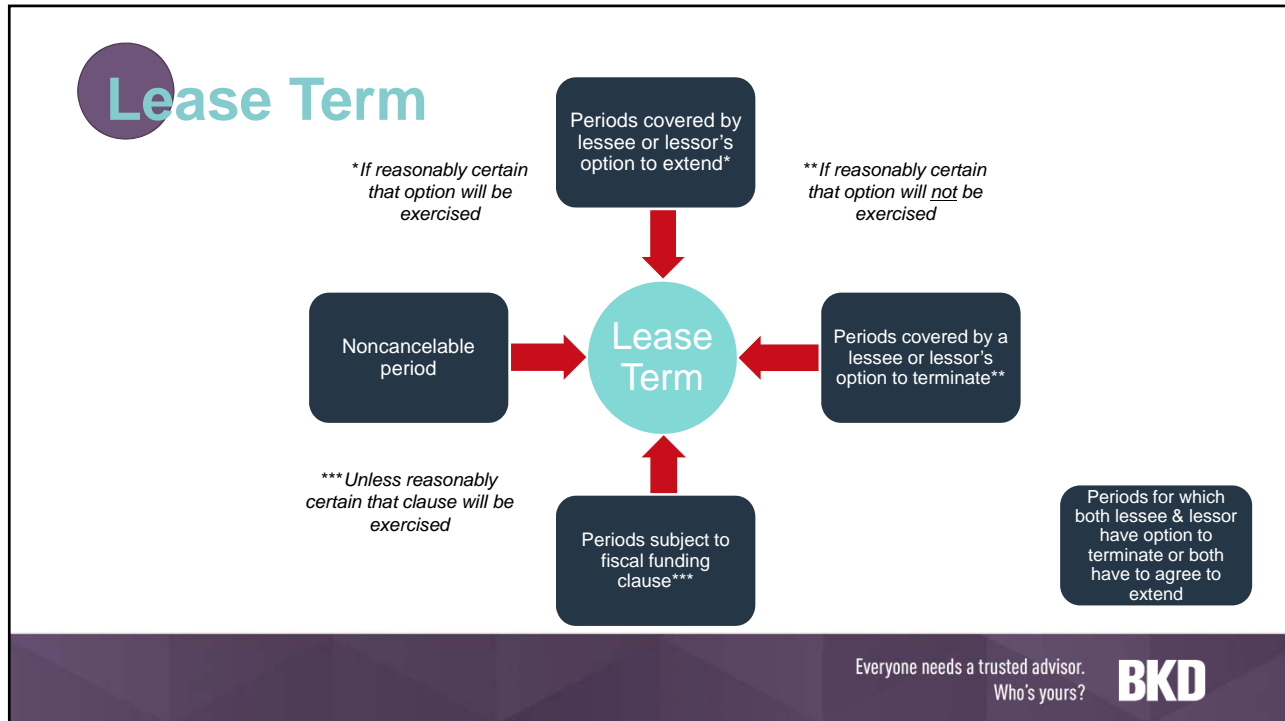 Lease Term
Periods covered by
lessee or lessor's
option to extend*
*If reasonably certain
that option will be
exercised
**If reasonably certain
that option will not be
exercised
Noncancelable
period
Lease
Term
Periods covered by a
lessee or lessor's
option to terminate**
***Unless reasonably
certain that clause will be
exercised
Periods subject to
fiscal funding
clause***
Periods for which
both lessee & lessor
have option to
terminate or both
have to agree to
extend
Everyone needs a trusted advisor.
Who's yours?
BKD